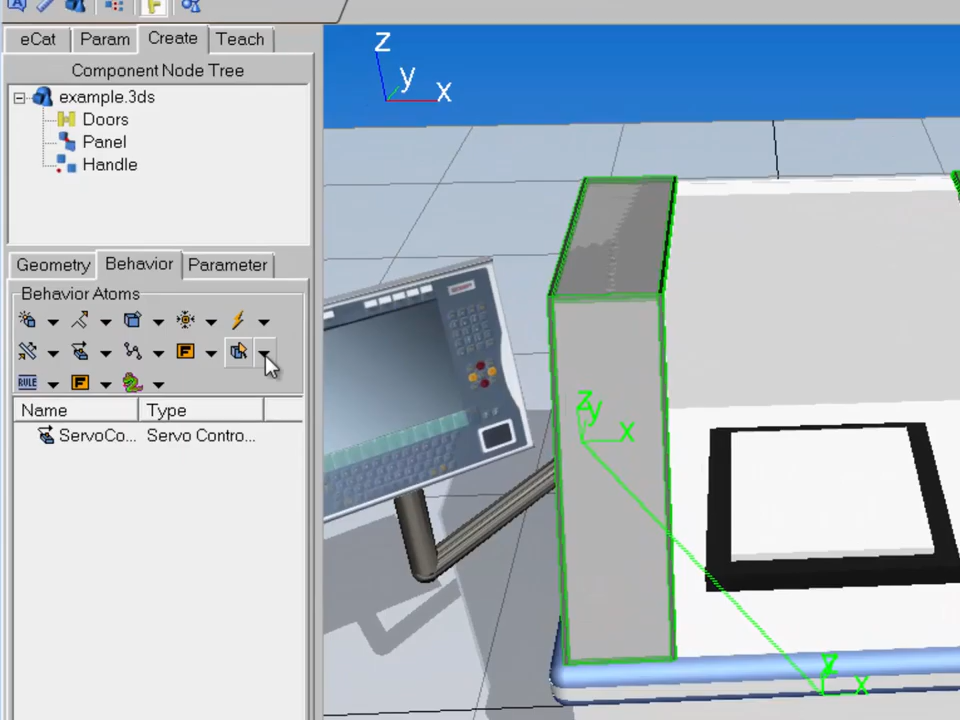 eCat Param Create Teach
Component Node Tree
example.3ds
Doors
Panel
Handle
Geometry Behavior Parameter
Behavior Atoms
F
RULE F
Name Type
ServoCo... Servo Contro...
z
y
x
z
y
x
z
x